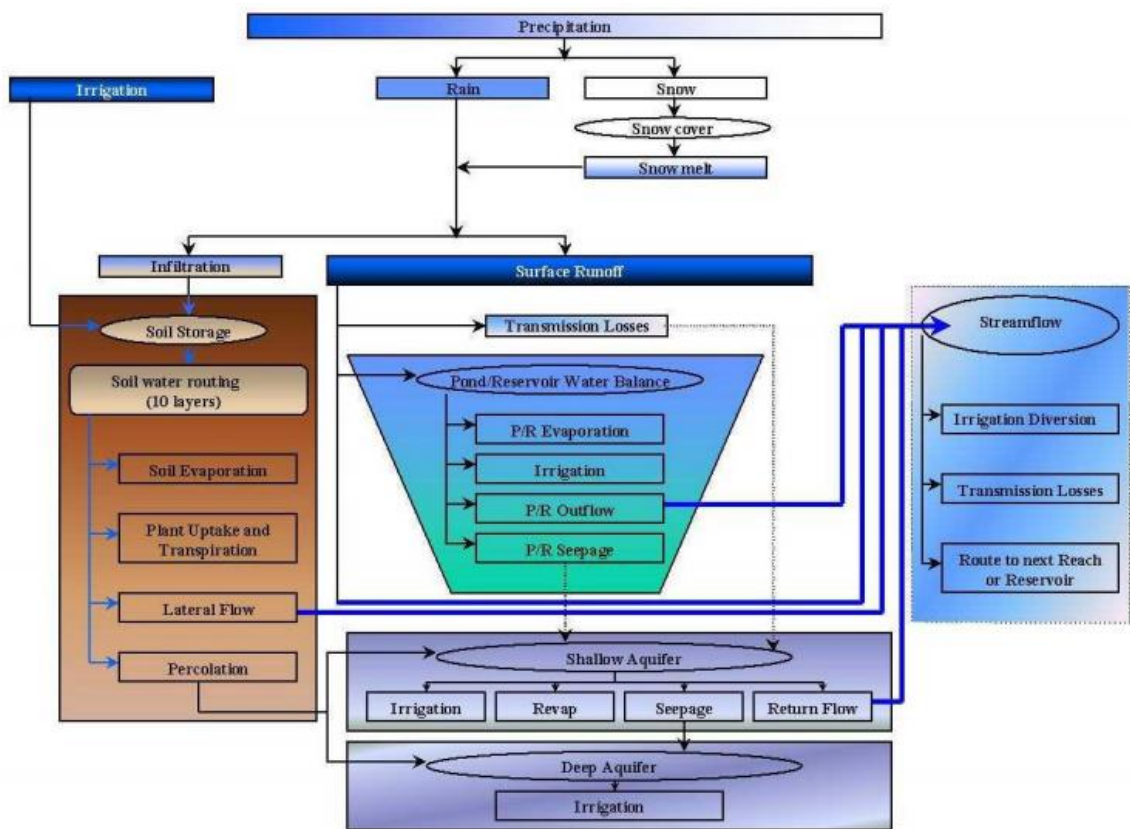 Precipitation
Irrigation
Rain
Snow
Snow cover
Snow melt
Infiltration
Surface Runoff
Soil Storage
Soil water routing
(10 layers)
Soil Evaporation
Plant Uptake and
Transpiration
Lateral Flow
Percolation
Transmission Losses
Pond/Reservoir Water Balance
P/R Evaporation
Irrigation
P/R Outflow
P/R Seepage
Streamflow
Irrigation Diversion
Transmission Losses
Route to next Reach
or Reservoir
Shallow Aquifer
Irrigation
Revap
Seepage
Return Flow
Deep Aquifer
Irrigation